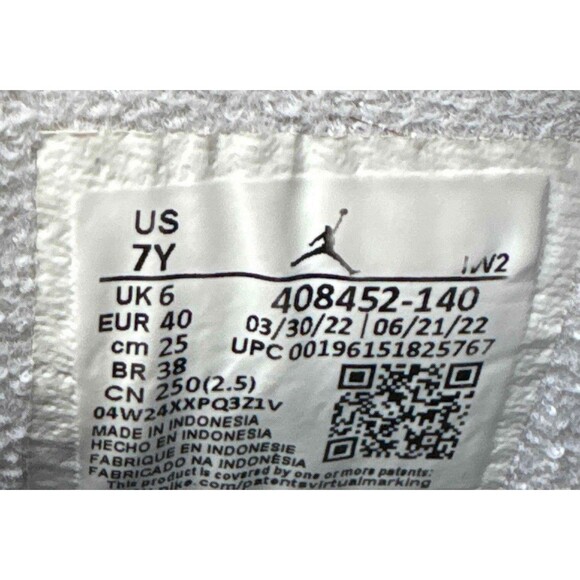 US
7Y
IW2
UK 6
EUR 40
cm 25
BR 38
CN 250(2.5)
408452-140
03/30/22 | 06/21/22
UPC 00196151825767
04W24XXPQ3Z1V
MADE IN INDONESIA
HECHO EN INDONESIA
FABRIQUE EN INDONESIE
FABRICADO NA INDONÉSIA
This product is covered by one or more patents:
nike.com/patentsvirtualmarking